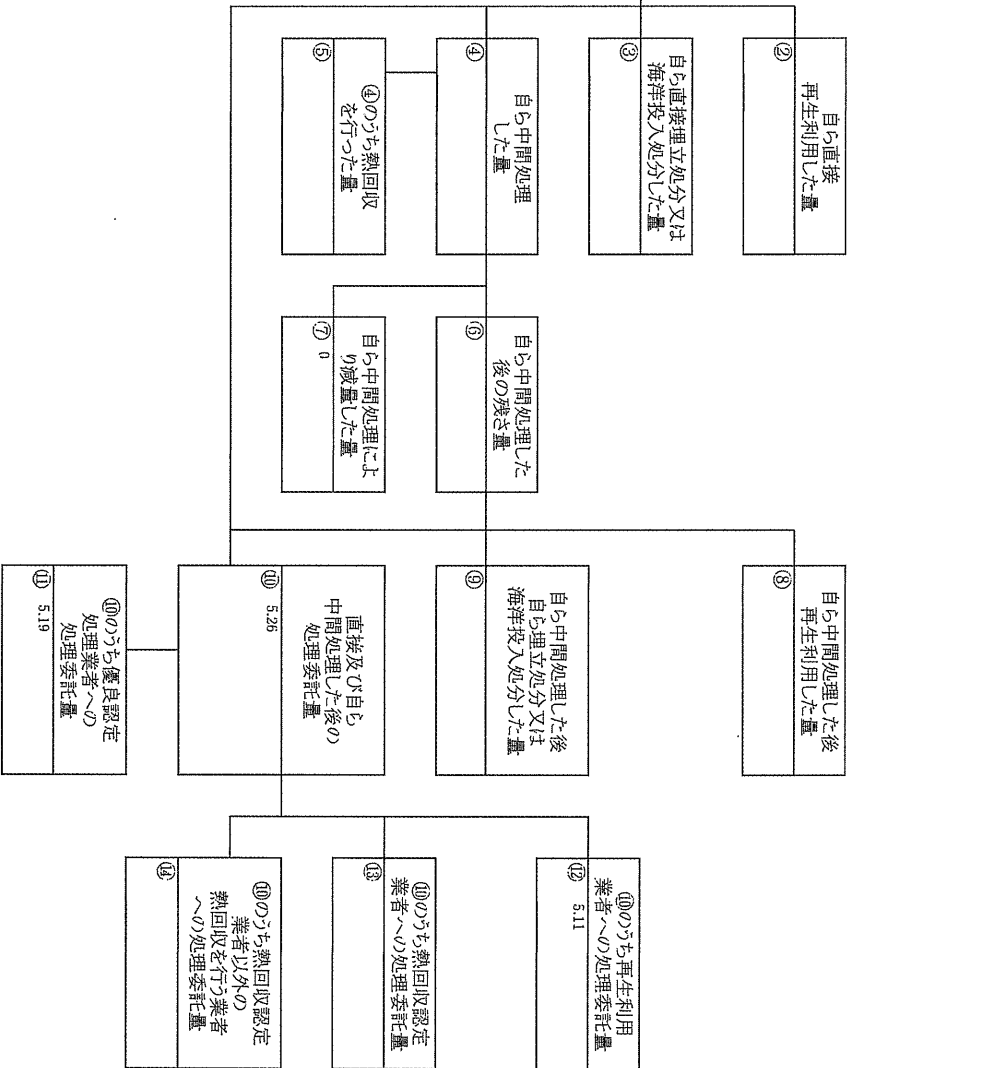 自ら直接
再生利用した量
②
自ら直接埋立処分又は
海洋投入処分した量
③
自ら中間処理
した量
④
④のうち熱回収
を行った量
⑤
自ら中間処理した
後の残さ量
⑥
自ら中間処理によ
り減量した量
⑦ 0
自ら中間処理した後
再生利用した量
⑧
自ら中間処理した後
自ら埋立処分又は
海洋投入処分した量
⑨
直接及び自ら
中間処理した後の
処理委託量
⑩ 5.26
⑩のうち優良認定
処理業者への
処理委託量
⑪ 5.19
⑩のうち再生利用
業者への処理委託量
⑫ 5.11
⑩のうち熱回収認定
業者への処理委託量
⑬
⑩のうち熱回収認定
業者以外の
熱回収を行う業者
への処理委託量
⑭